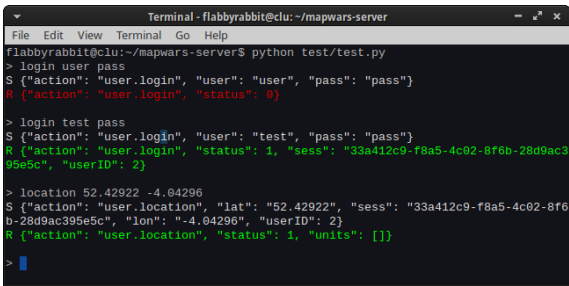 Terminal - flabbyrabbit@clu: ~/mapwars-server
File Edit View Terminal Go Help
flabbyrabbit@clu:~/mapwars-server$ python test/test.py
> login user pass
S {"action": "user.login", "user": "user", "pass": "pass"}
R {"action": "user.login", "status": 0}
> login test pass
S {"action": "user.login", "user": "test", "pass": "pass"}
R {"action": "user.login", "status": 1, "sess": "33a412c9-f8a5-4c02-8f6b-28d9ac3
95e5c", "userID": 2}
> location 52.42922 -4.04296
S {"action": "user.location", "lat": "52.42922", "sess": "33a412c9-f8a5-4c02-8f6
b-28d9ac395e5c", "lon": "-4.04296", "userID": 2}
R {"action": "user.location", "status": 1, "units": []}
>